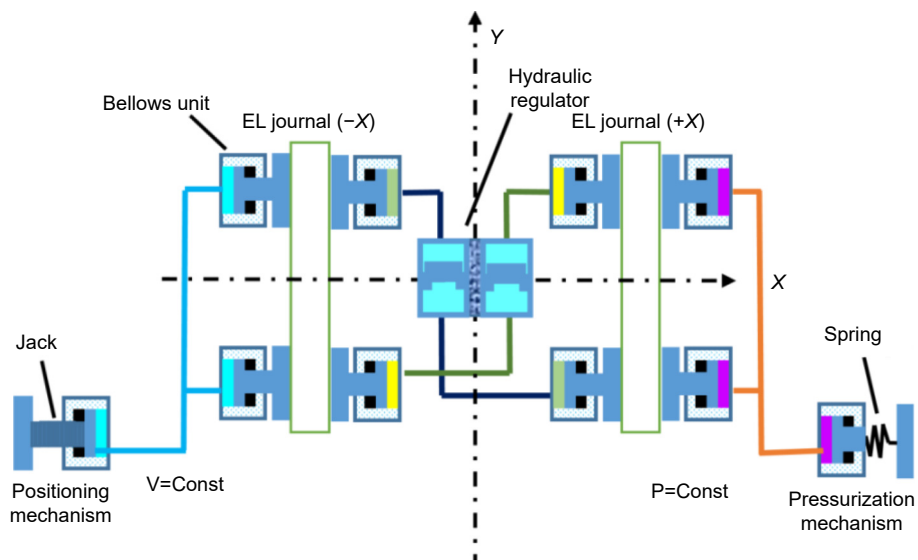 Y
Hydraulic
regulator
Bellows unit
EL journal (−X)
EL journal (+X)
X
Jack
Spring
V=Const
P=Const
Positioning
mechanism
Pressurization
mechanism